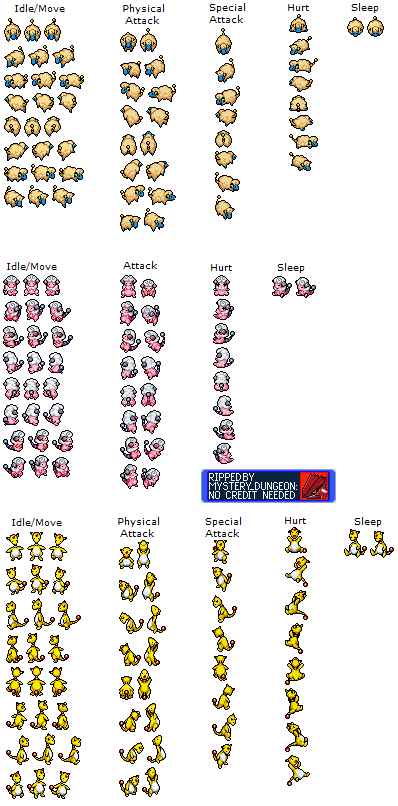 Idle/Move
Physical
Attack
Special
Attack
Hurt
Sleep
Idle/Move
Attack
Hurt
Sleep
RIPPED BY
MYSTERY_DUNGEON:
NO CREDIT NEEDED
Idle/Move
Physical
Attack
Special
Attack
Hurt
Sleep